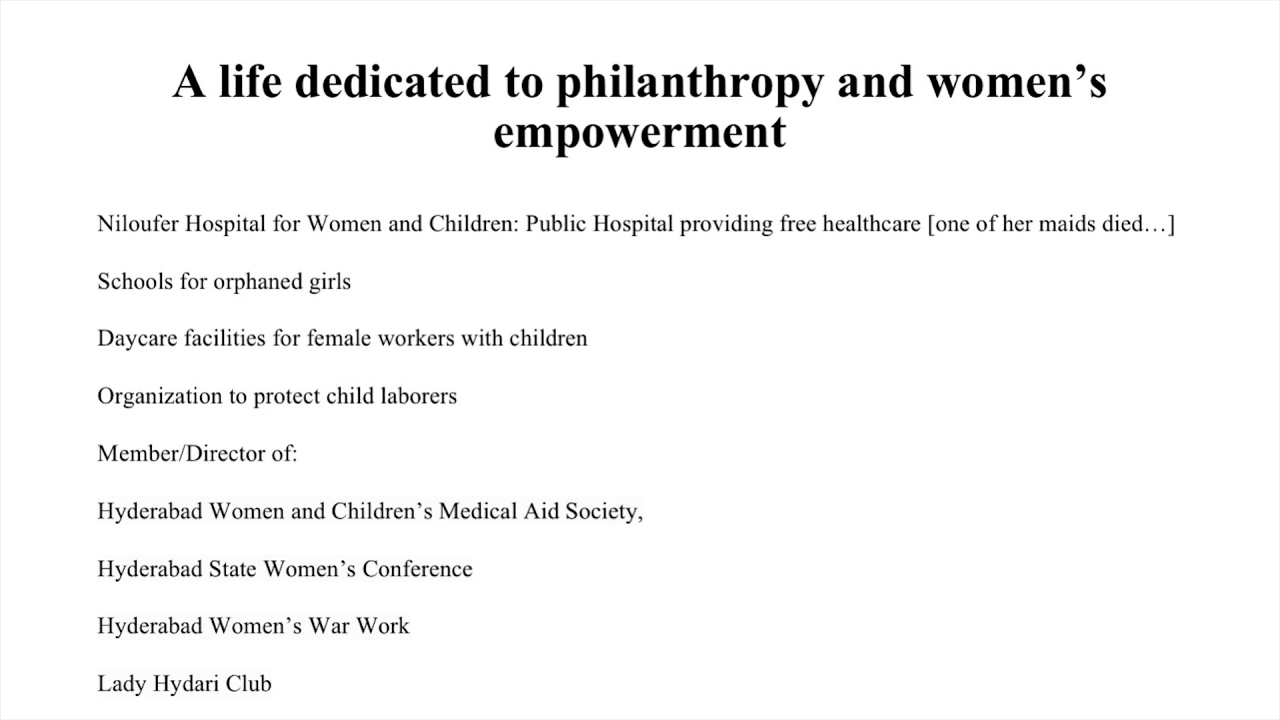 A life dedicated to philanthropy and women’s
empowerment
Niloufer Hospital for Women and Children: Public Hospital providing free healthcare [one of her maids died…]
Schools for orphaned girls
Daycare facilities for female workers with children
Organization to protect child laborers
Member/Director of:
Hyderabad Women and Children’s Medical Aid Society,
Hyderabad State Women’s Conference
Hyderabad Women’s War Work
Lady Hydari Club